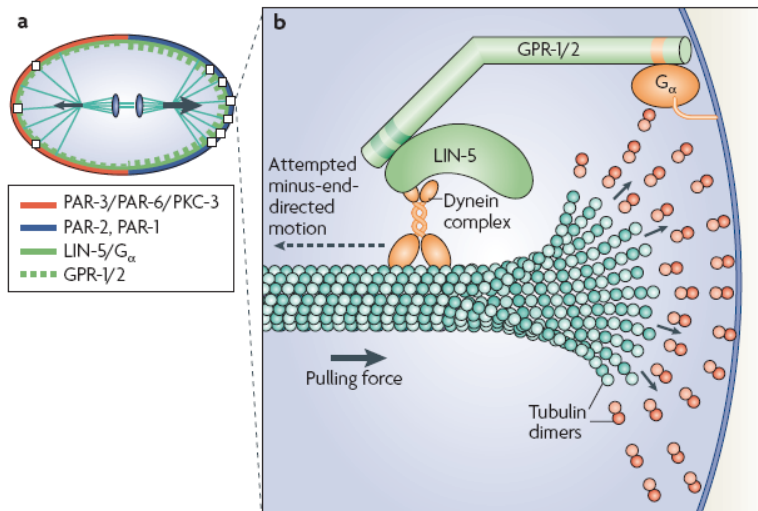 a
PAR-3/PAR-6/PKC-3
PAR-2, PAR-1
LIN-5/Gα
GPR-1/2
b
GPR-1/2
Gα
LIN-5
Attempted
minus-end-
directed
motion
Dynein
complex
Pulling force
Tubulin
dimers